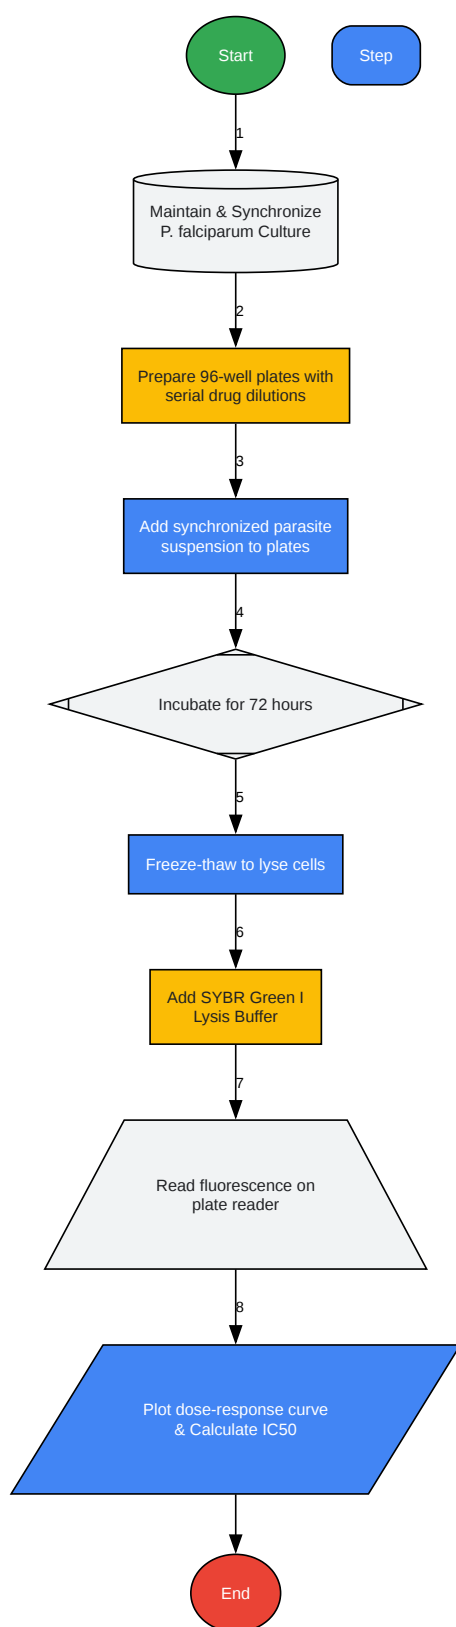 Start
Step
1
Maintain & Synchronize
P. falciparum Culture
2
Prepare 96-well plates with
serial drug dilutions
3
Add synchronized parasite
suspension to plates
4
Incubate for 72 hours
5
Freeze-thaw to lyse cells
6
Add SYBR Green I
Lysis Buffer
7
Read fluorescence on
plate reader
8
Plot dose-response curve
& Calculate IC50
End